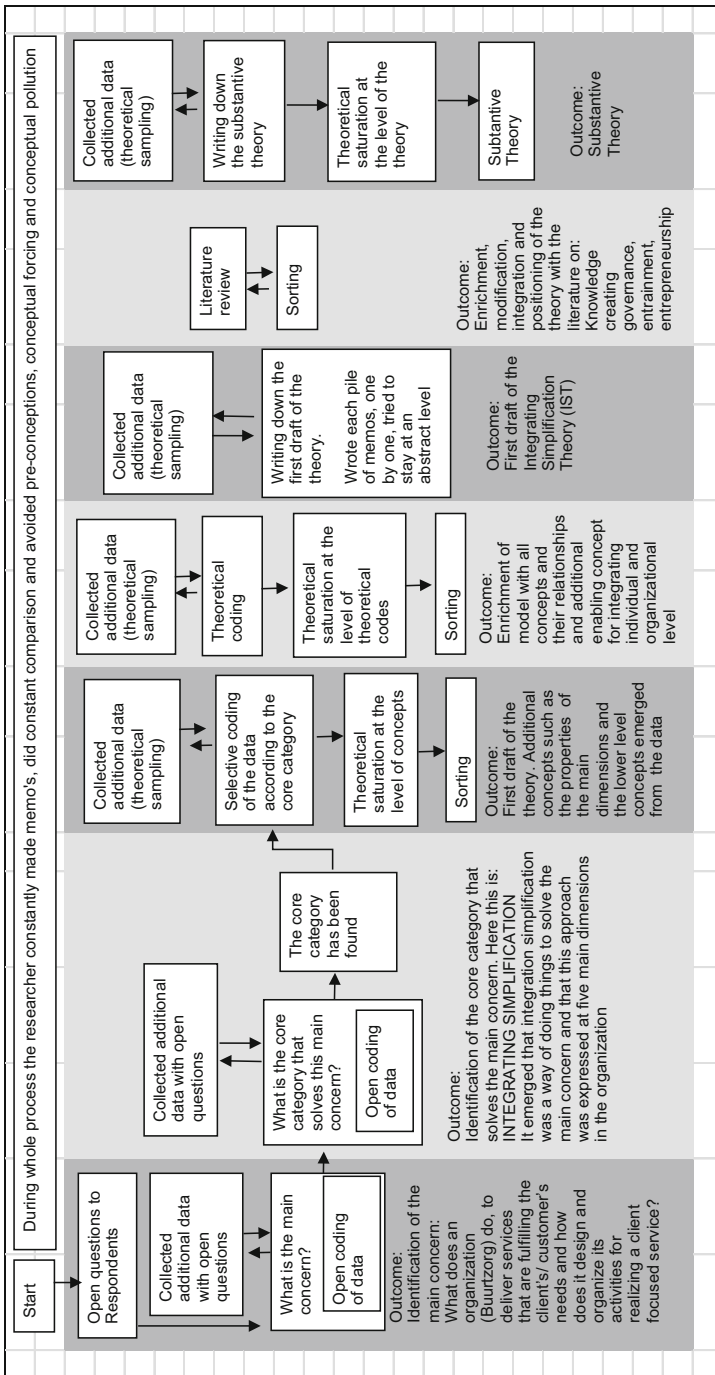 Start
During whole process the researcher constantly made memo's, did constant comparison and avoided pre-conceptions, conceptual forcing and conceptual pollution
Open questions to
Respondents
Collected
additional data
with open
questions
What is the main
concern?
Open coding
of data
Outcome:
Identification of the
main concern:
What does an
organization
(Buurtzorg) do, to
deliver services
that are fulfilling the
client's/ customer's
needs and how
does it design and
organize its
activities for
realizing a client
focused service?
Collected additional
data with open
questions
What is the core
category that
solves this main
concern?
Open coding
of data
The core
category
has been
found
Outcome:
Identification of the core category that
solves the main concern. Here this is:
INTEGRATING SIMPLIFICATION
It emerged that integration simplification
was a way of doing things to solve the
main concern and that this approach
was expressed at five main dimensions
in the organization
Collected
additional data
(theoretical
sampling)
Selective coding
of the data
according to the
core category
Theoretical
saturation at the
level of concepts
Sorting
Outcome:
First draft of the
theory. Additional
concepts such as
the properties of
the main
dimensions and
the lower level
concepts emerged
from the data
Collected
additional data
(theoretical
sampling)
Theoretical
coding
Theoretical
saturation at the
level of
theoretical
codes
Sorting
Outcome:
Enrichment of
model with all
concepts and
their relationships
and additional
enabling concept
for integrating
individual and
organizational
level
Collected
additional data
(theoretical
sampling)
Writing down the
first draft of the
theory.
Wrote each pile
of memos, one
by one, tried to
stay at an
abstract level
Outcome:
First draft of the
Integrating
Simplification
Theory (IST)
Literature
review
Sorting
Outcome:
Enrichment,
modification,
integration and
positioning of the
theory with the
literature on:
Knowledge
creating
governance,
entrainment,
entrepreneurship
Collected
additional data
(theoretical
sampling)
Writing down
the substantive
theory
Theoretical
saturation at
the level of the
theory
Subtantive
Theory
Outcome:
Substantive
Theory